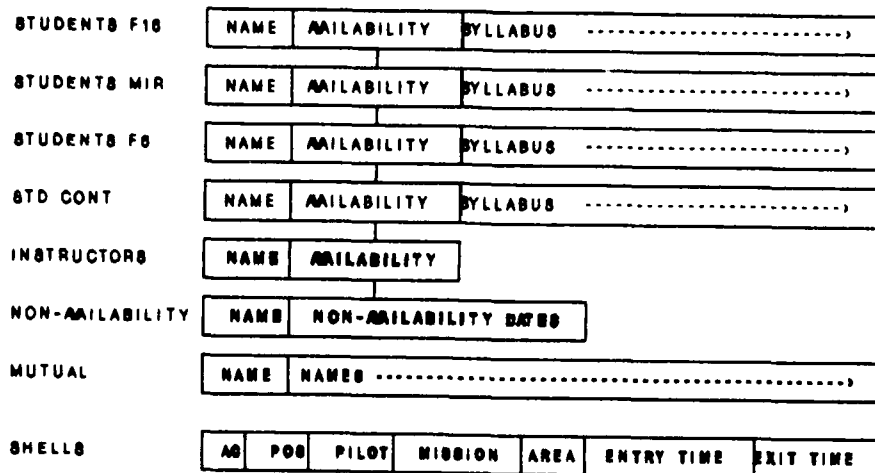 STUDENTS F16 NAME AVAILABILITY SYLLABUS
STUDENTS MIR NAME AVAILABILITY SYLLABUS
STUDENTS F5 NAME AVAILABILITY SYLLABUS
STD CONT NAME AVAILABILITY SYLLABUS
INSTRUCTORS NAME AVAILABILITY
NON-AVAILABILITY NAME NON-AVAILABILITY DATES
MUTUAL NAME NAMES
SHELLS AC POS PILOT MISSION AREA ENTRY TIME EXIT TIME